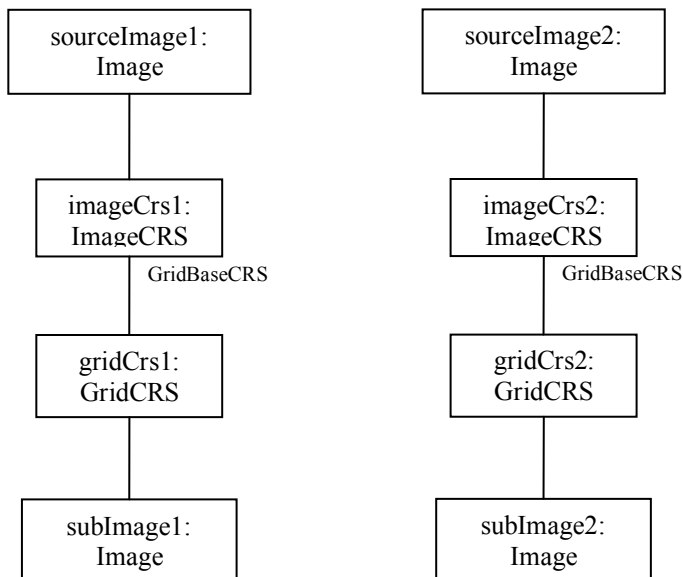 sourceImage1:
Image
imageCrs1:
ImageCRS
GridBaseCRS
gridCrs1:
GridCRS
subImage1:
Image
sourceImage2:
Image
imageCrs2:
ImageCRS
GridBaseCRS
gridCrs2:
GridCRS
subImage2:
Image